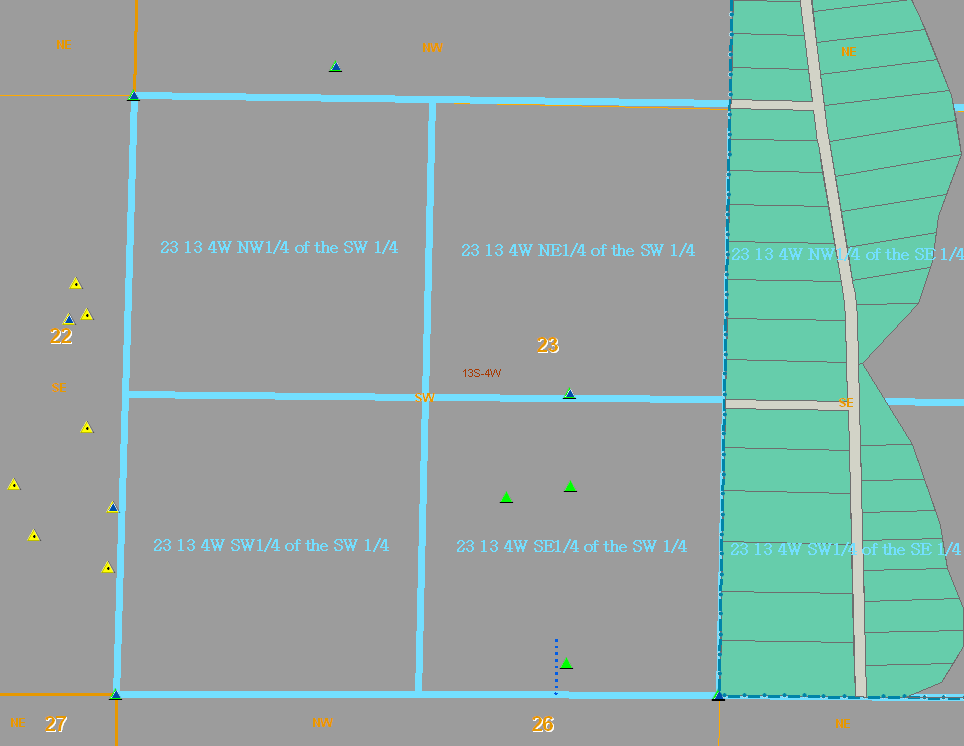 NE
NW
NE
23 13 4W NW1/4 of the SW 1/4
23 13 4W NE1/4 of the SW 1/4
23 13 4W NW1/4 of the SE 1/4
22
23
13S-4W
SE
SW
SE
23 13 4W SW1/4 of the SW 1/4
23 13 4W SE1/4 of the SW 1/4
23 13 4W SW1/4 of the SE 1/4
NE
27
NW
26